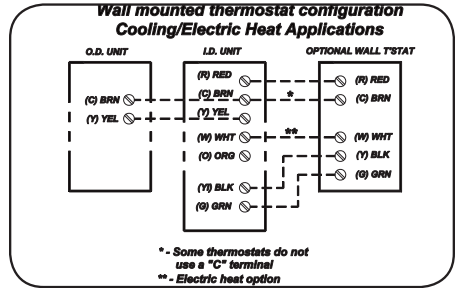 Wall mounted thermostat configuration
Cooling/Electric Heat Applications
O.D. UNIT
I.D. UNIT
OPTIONAL WALL T'STAT
(R) RED
(R) RED
(C) BRN
(C) BRN
(C) BRN
*
(Y) YEL
(Y) YEL
(W) WHT
**
(W) WHT
(O) ORG
(Y) BLK
(YI) BLK
(G) GRN
(G) GRN
* - Some thermostats do not
use a "C" terminal
** - Electric heat option